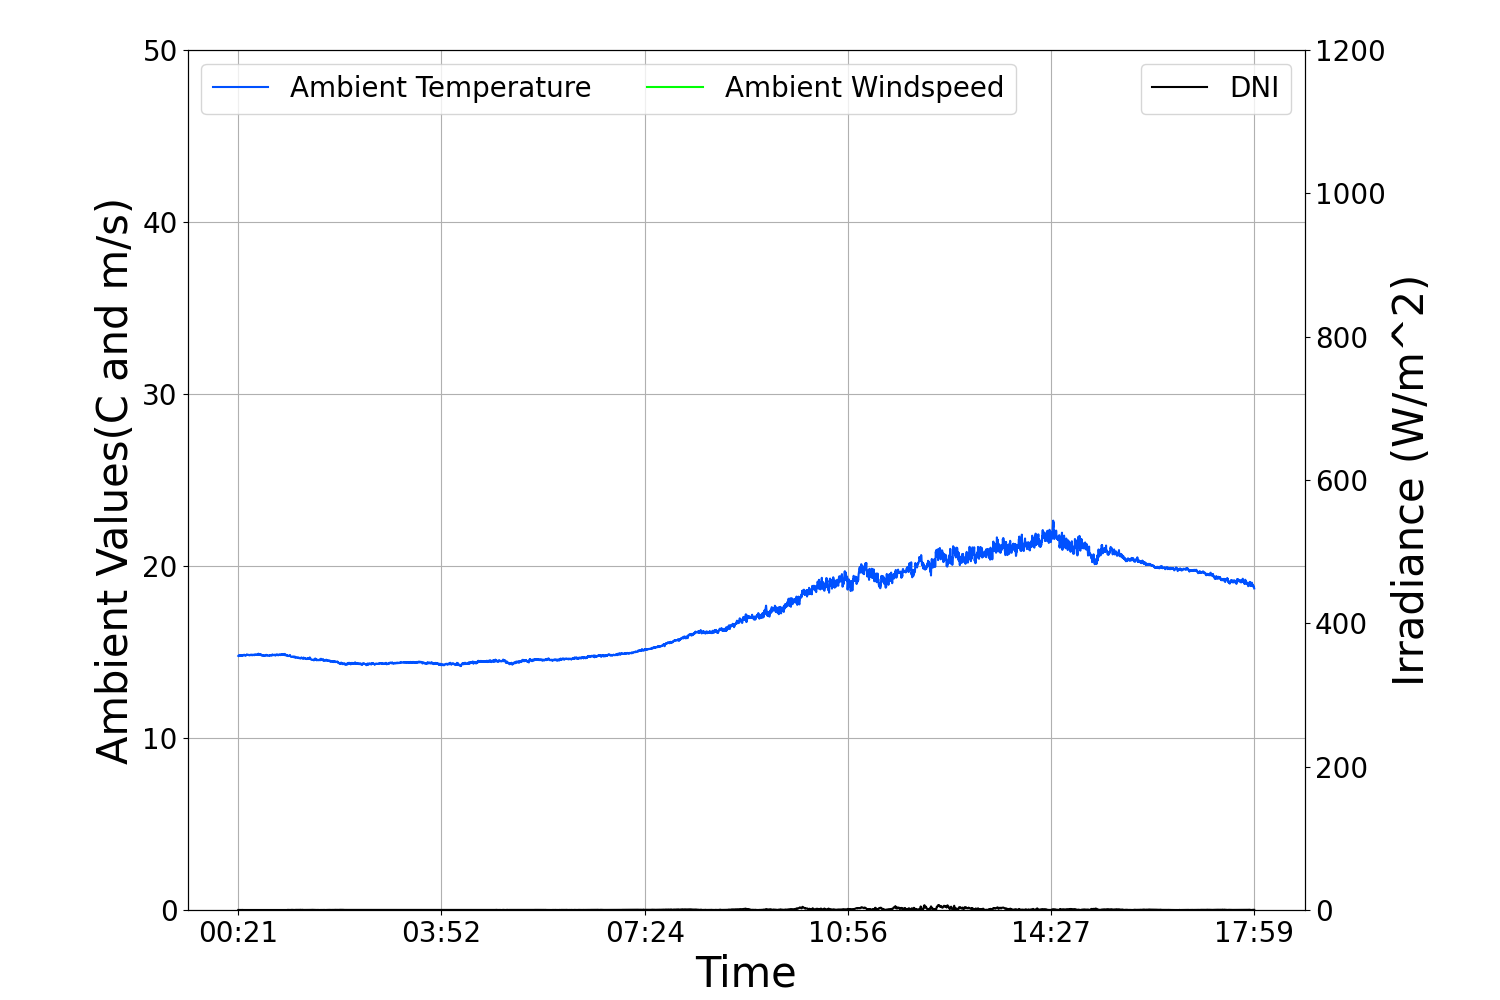 Ambient Temperature Ambient Windspeed DNI
50
40
30
20
10
0
Ambient Values(C and m/s)
1200
1000
800
600
400
200
0
Irradiance (W/m^2)
00:21 03:52 07:24 10:56 14:27 17:59
Time